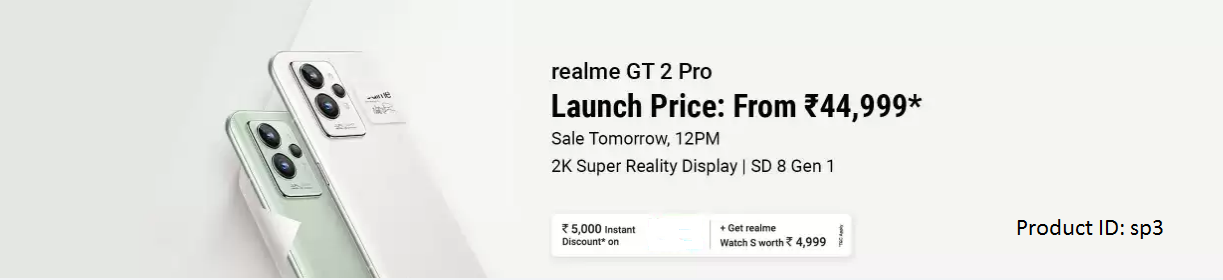 realme GT 2 Pro
Launch Price: From ₹44,999*
Sale Tomorrow, 12PM
2K Super Reality Display | SD 8 Gen 1
₹ 5,000 Instant
Discount* on
+ Get realme
Watch S worth ₹ 4,999
Product ID: sp3